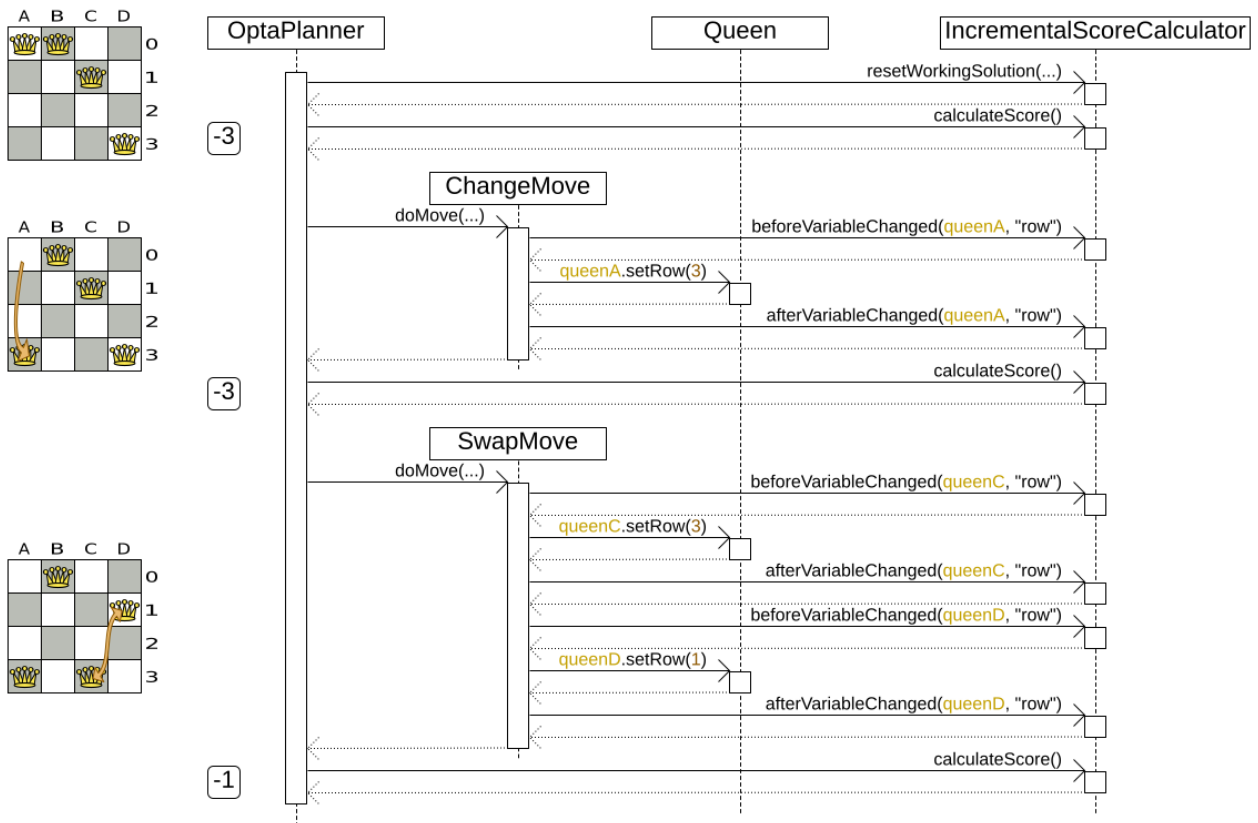 A B C D
0
1
2
3
OptaPlanner
Queen
IncrementalScoreCalculator
resetWorkingSolution(...)
calculateScore()
-3
ChangeMove
doMove(...)
A B C D
0
1
2
3
beforeVariableChanged(queenA, "row")
queenA.setRow(3)
afterVariableChanged(queenA, "row")
calculateScore()
-3
SwapMove
doMove(...)
beforeVariableChanged(queenC, "row")
queenC.setRow(3)
A B C D
0
1
2
3
afterVariableChanged(queenC, "row")
beforeVariableChanged(queenD, "row")
queenD.setRow(1)
afterVariableChanged(queenD, "row")
calculateScore()
-1